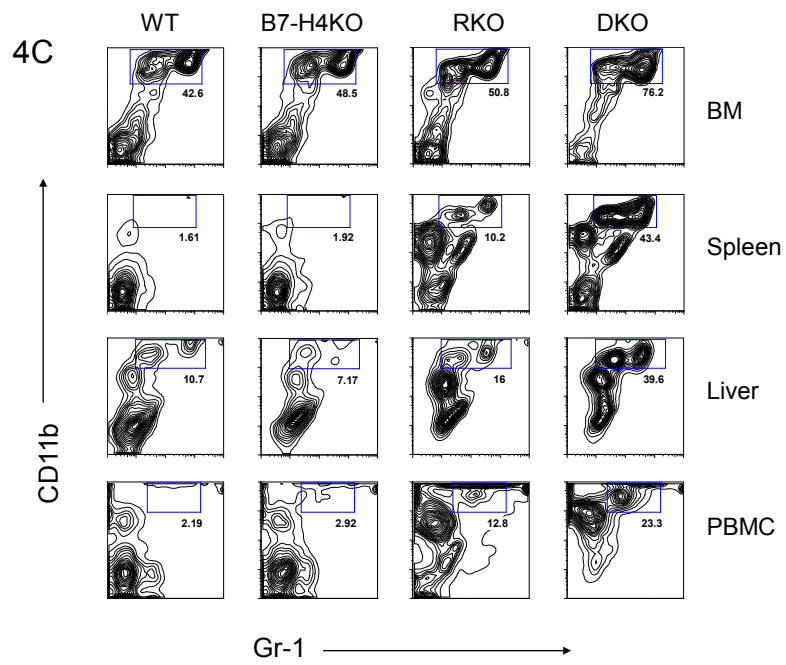 4C
WT B7-H4KO RKO DKO
42.6 48.5 50.8 76.2 BM
1.61 1.92 10.2 43.4 Spleen
10.7 7.17 16 39.6 Liver
2.19 2.92 12.8 23.3 PBMC
CD11b
Gr-1